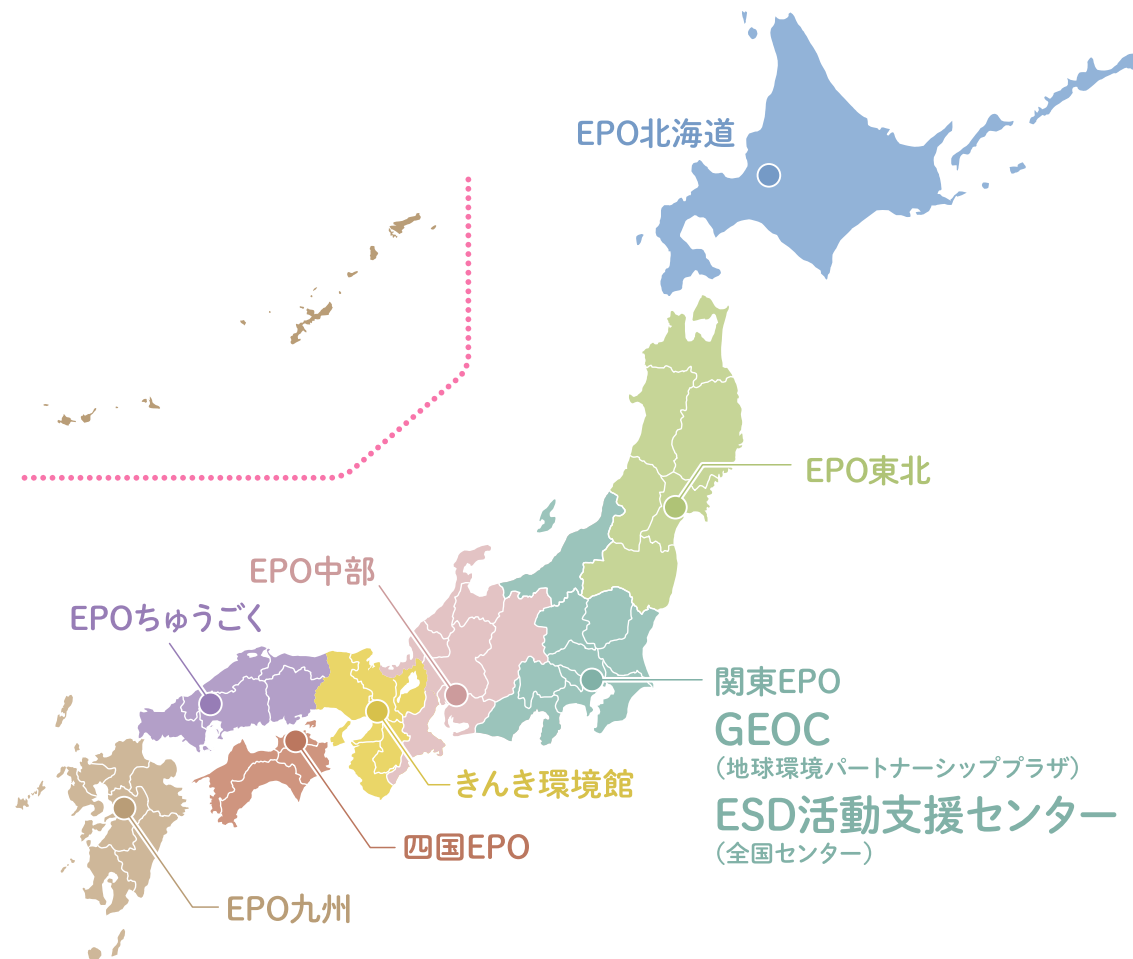 EPO北海道
EPO東北
EPO中部
EPOちゅうごく
関東EPO
GEOC
(地球環境パートナーシッププラザ)
きんき環境館
ESD活動支援センター
(全国センター)
四国EPO
EPO九州